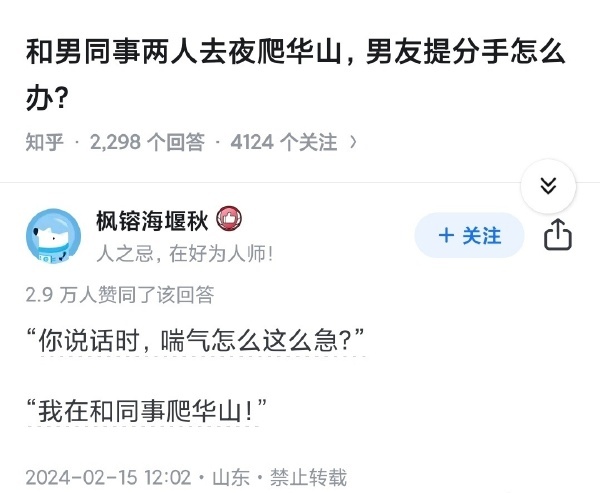 和男同事两人去夜爬华山，男友提分手怎么
办？
知乎 · 2,298 个回答 · 4124 个关注 〉
枫镕海堰秋
人之忌，在好为人师！
+ 关注
2.9 万人赞同了该回答
“你说话时，喘气怎么这么急？”
“我在和同事爬华山！”
2024-02-15 12:02 · 山东 · 禁止转载